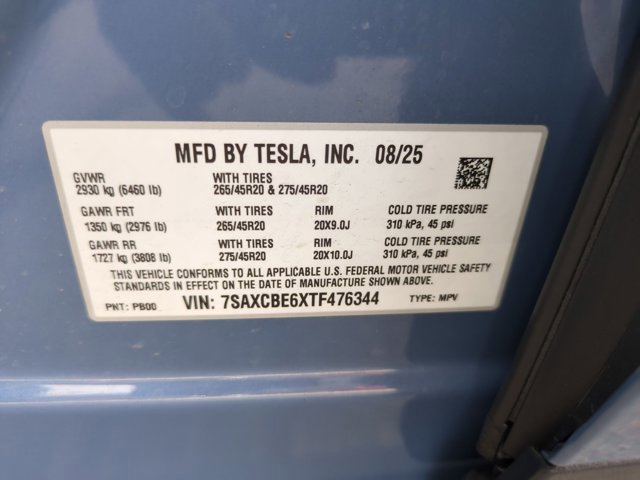 MFD BY TESLA, INC. 08/25
GVWR WITH TIRES
2930 kg (6460 lb) 265/45R20 & 275/45R20
GAWR FRT WITH TIRES RIM COLD TIRE PRESSURE
1350 kg (2976 lb) 265/45R20 20X9.0J 310 kPa, 45 psi
GAWR RR WITH TIRES RIM COLD TIRE PRESSURE
1727 kg (3808 lb) 275/45R20 20X10.0J 310 kPa, 45 psi
THIS VEHICLE CONFORMS TO ALL APPLICABLE U.S. FEDERAL MOTOR VEHICLE SAFETY
STANDARDS IN EFFECT ON THE DATE OF MANUFACTURE SHOWN ABOVE.
PNT: PB00 VIN: 7SAXCBE6XTF476344 TYPE: MPV